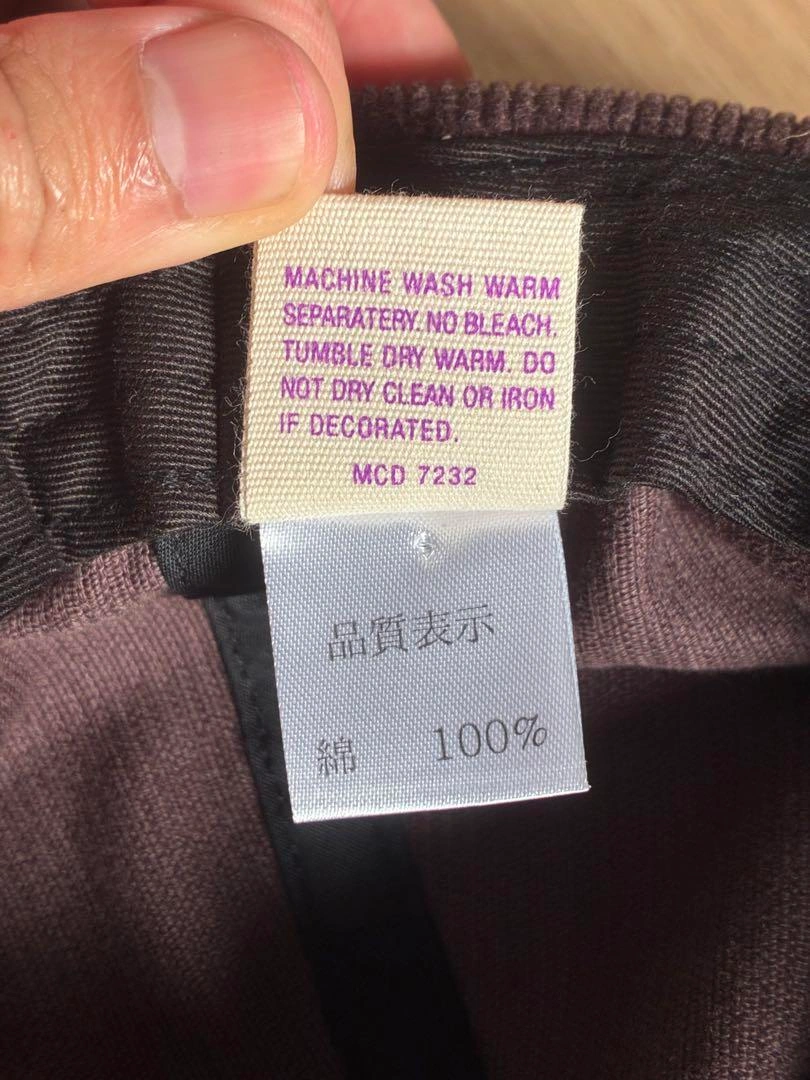 MACHINE WASH WARM
SEPARATERY. NO BLEACH.
TUMBLE DRY WARM. DO
NOT DRY CLEAN OR IRON
IF DECORATED.
MCD 7232
品質表示
綿 100%